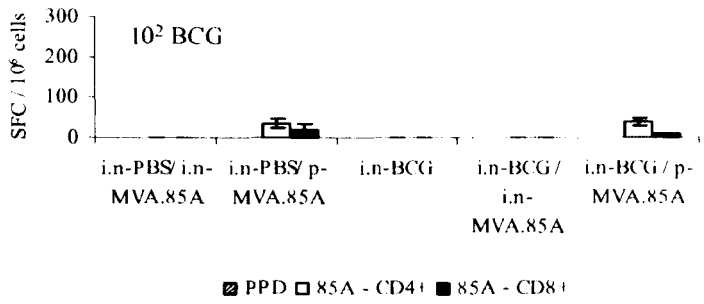 300
10² BCG
200
100
0
SFC / 10⁶ cells
i.n-PBS/ i.n-
MVA.85A
i.n-PBS/ p-
MVA.85A
i.n-BCG
i.n-BCG /
i.n-
MVA.85A
i.n-BCG / p-
MVA.85A
PPD 85A - CD4+ 85A - CD8+